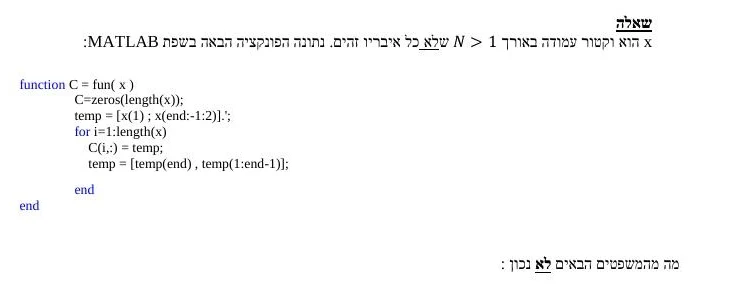 שאלה
x הוא וקטור עמודה באורך N > 1 שלא כל איבריו זהים. נתונה הפונקציה הבאה בשפת MATLAB:
function C = fun( x )
C=zeros(length(x));
temp = [x(1) ; x(end:-1:2)].';
for i=1:length(x)
C(i,:) = temp;
temp = [temp(end) , temp(1:end-1)];
end
end
מה מהמשפטים הבאים לא נכון :